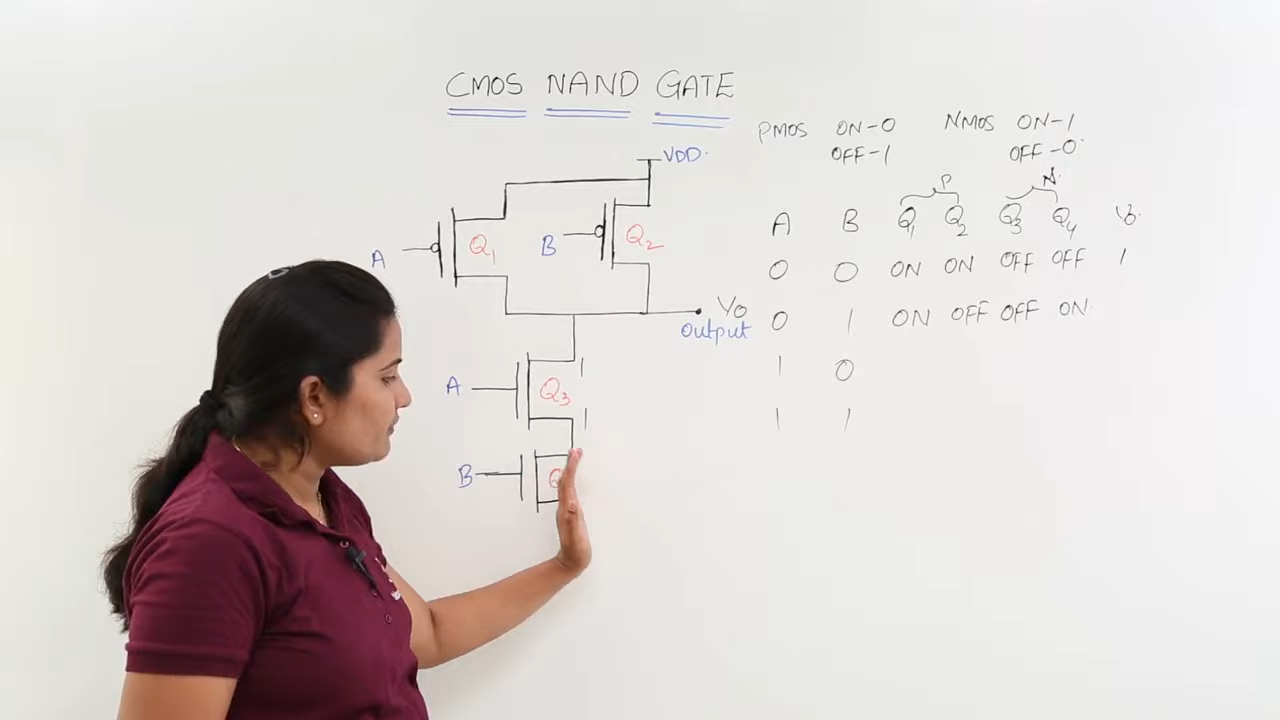 CMOS NAND GATE
PMOS ON-0 NMOS ON-1
OFF-1 OFF-0
VDD
P N
A B Q1 Q2 Q3 Q4 Vo
0 0 ON ON OFF OFF 1
0 1 ON OFF OFF ON
1 0
1 1
A Q1 B Q2
Vo
Output
A Q3
B